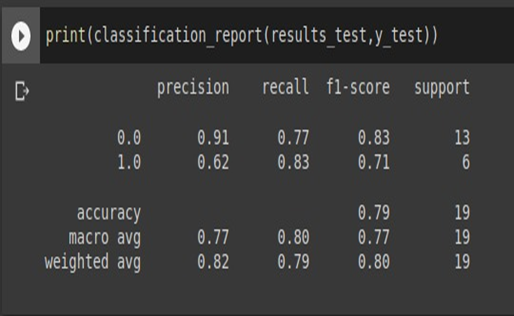 print(classification_report(results_test,y_test))
precision recall f1-score support
0.0 0.91 0.77 0.83 13
1.0 0.62 0.83 0.71 6
accuracy 0.79 19
macro avg 0.77 0.80 0.77 19
weighted avg 0.82 0.79 0.80 19